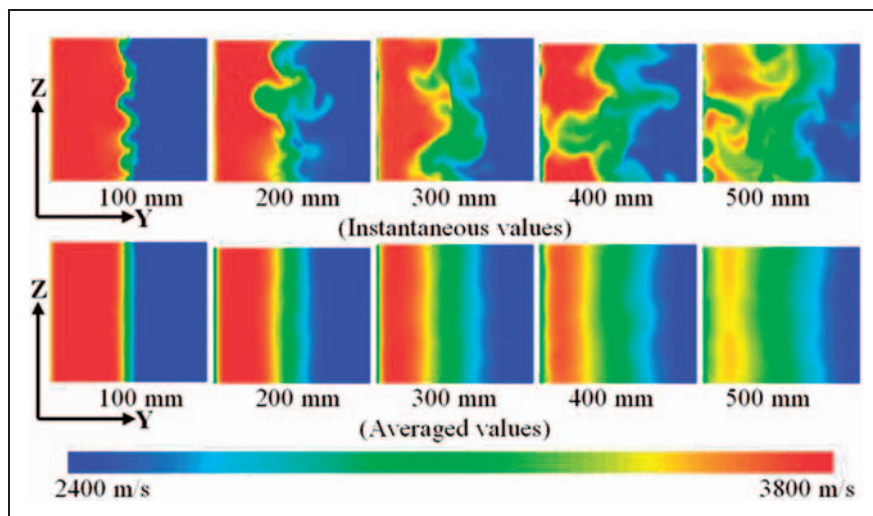 Z
100 mm 200 mm 300 mm 400 mm 500 mm
Y
(Instantaneous values)
Z
100 mm 200 mm 300 mm 400 mm 500 mm
Y
(Averaged values)
2400 m/s 3800 m/s